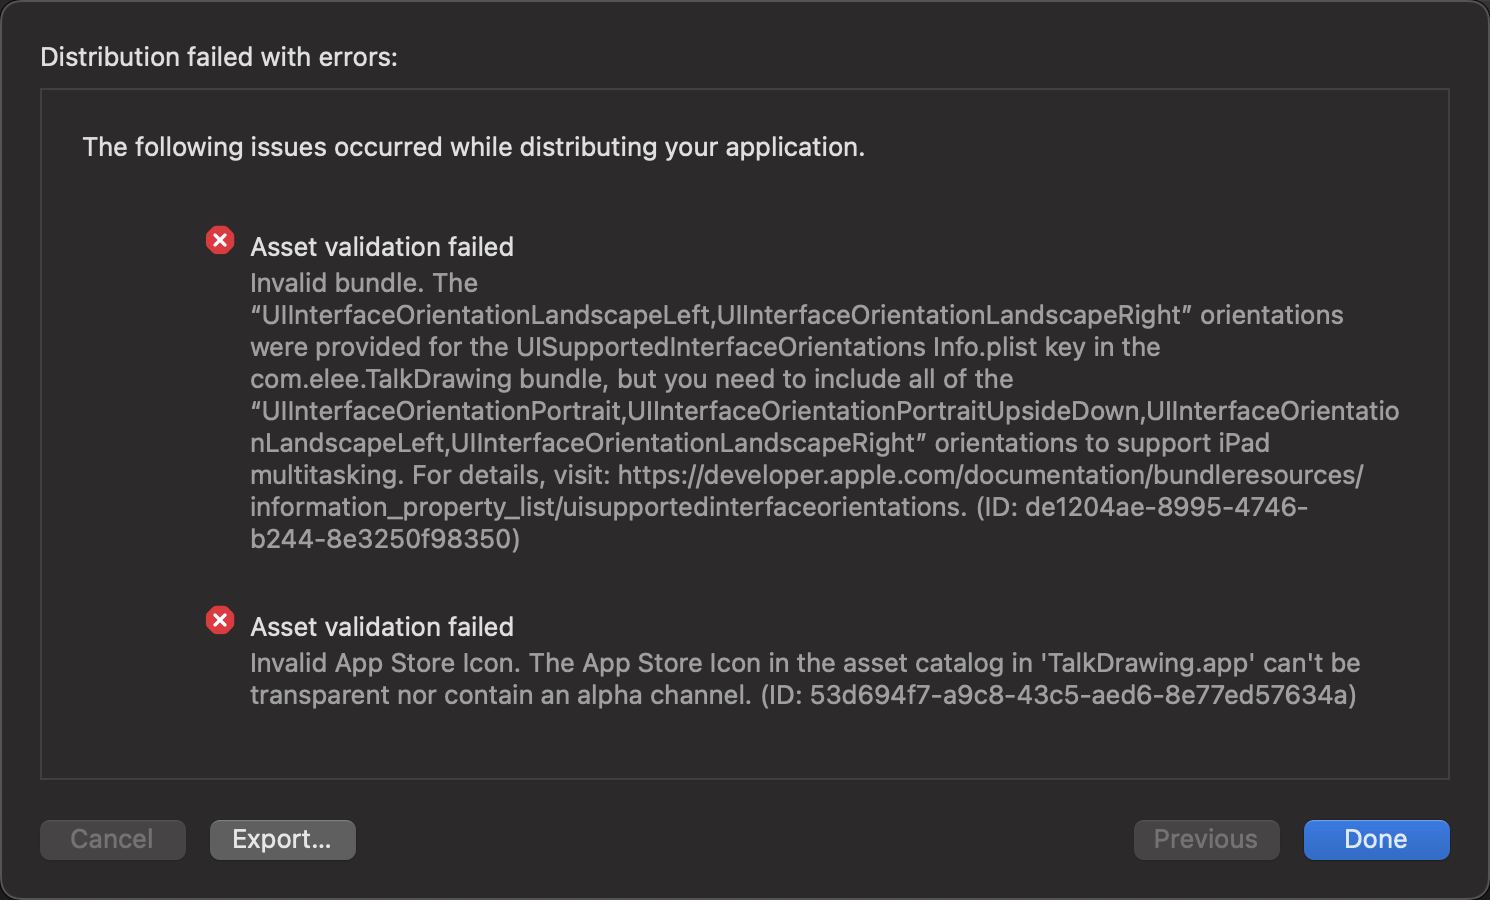 Distribution failed with errors:
The following issues occurred while distributing your application.
Asset validation failed
Invalid bundle. The
“UIInterfaceOrientationLandscapeLeft,UIInterfaceOrientationLandscapeRight” orientations
were provided for the UISupportedInterfaceOrientations Info.plist key in the
com.elee.TalkDrawing bundle, but you need to include all of the
“UIInterfaceOrientationPortrait,UIInterfaceOrientationPortraitUpsideDown,UIInterfaceOrientatio
nLandscapeLeft,UIInterfaceOrientationLandscapeRight” orientations to support iPad
multitasking. For details, visit: https://developer.apple.com/documentation/bundleresources/
information_property_list/uisupportedinterfaceorientations. (ID: de1204ae-8995-4746-
b244-8e3250f98350)
Asset validation failed
Invalid App Store Icon. The App Store Icon in the asset catalog in 'TalkDrawing.app' can't be
transparent nor contain an alpha channel. (ID: 53d694f7-a9c8-43c5-aed6-8e77ed57634a)
Cancel
Export...
Previous
Done